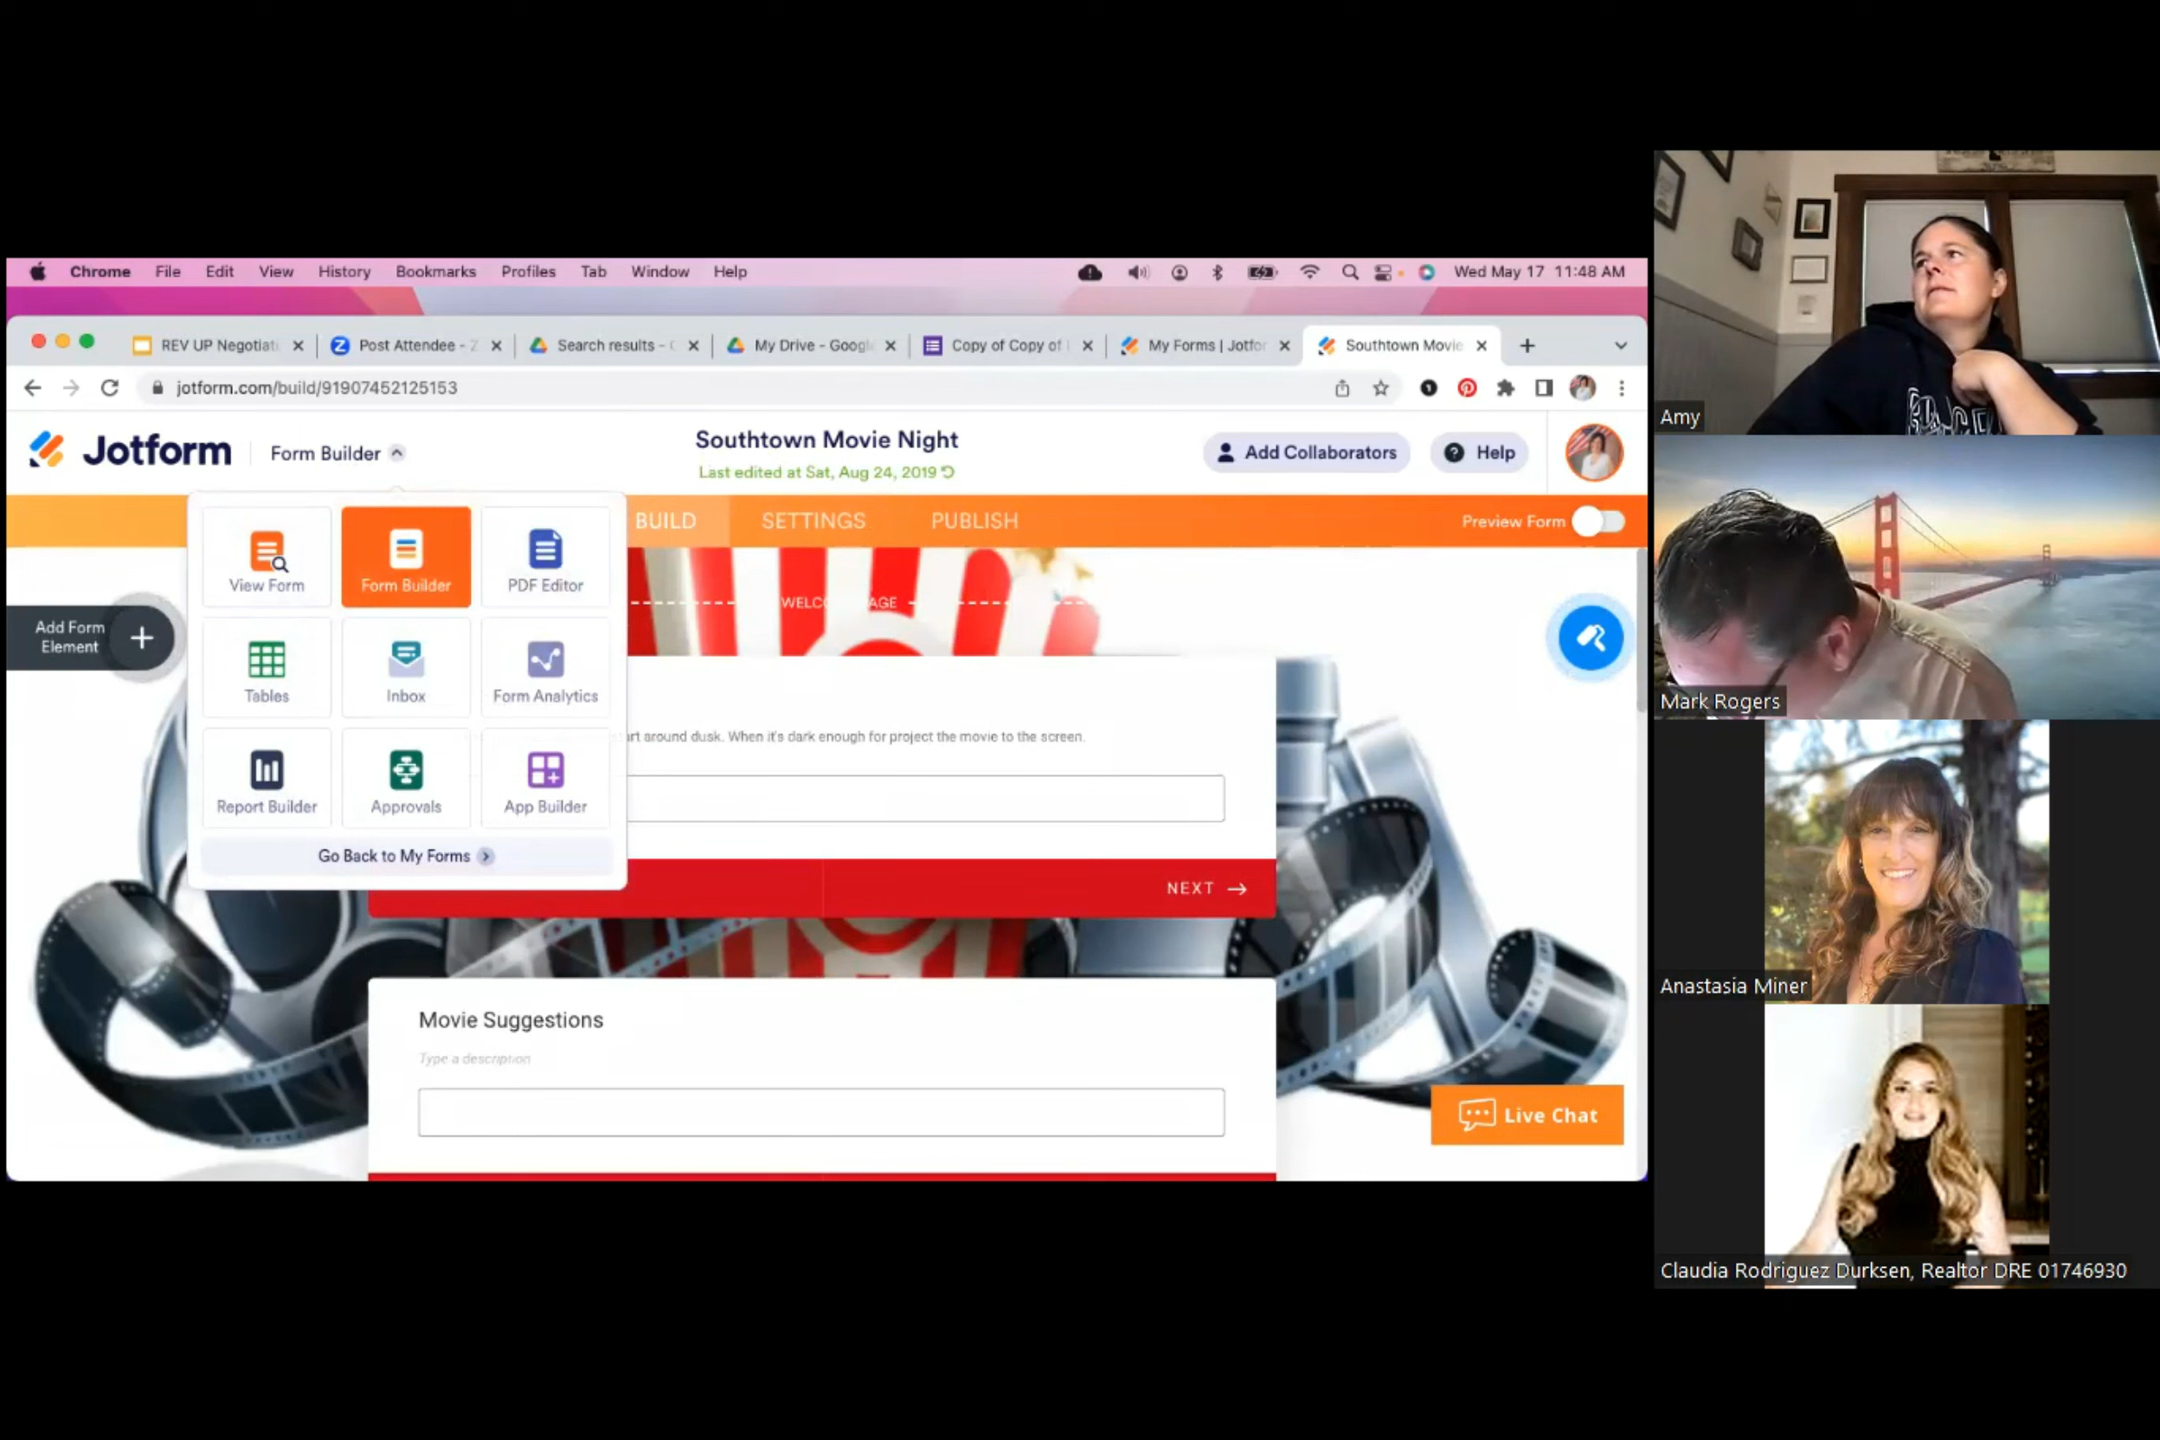 Chrome File Edit View History Bookmarks Profiles Tab Window Help Wed May 17 11:48 AM
REV UP Negotiati Post Attendee - Z Search results - My Drive - Googl Copy of Copy of My Forms | Jotfor Southtown Movie
jotform.com/build/91907452125153
Jotform Form Builder Southtown Movie Night Add Collaborators Help
Last edited at Sat, Aug 24, 2019
BUILD SETTINGS PUBLISH Preview Form
View Form Form Builder PDF Editor
Add Form
Element
Tables Inbox Form Analytics
Report Builder Approvals App Builder
Go Back to My Forms
WELCO AGE
rt around dusk. When it's dark enough for project the movie to the screen.
NEXT
Movie Suggestions
Type a description
Live Chat
Amy
Mark Rogers
Anastasia Miner
Claudia Rodriguez Durksen, Realtor DRE 01746930